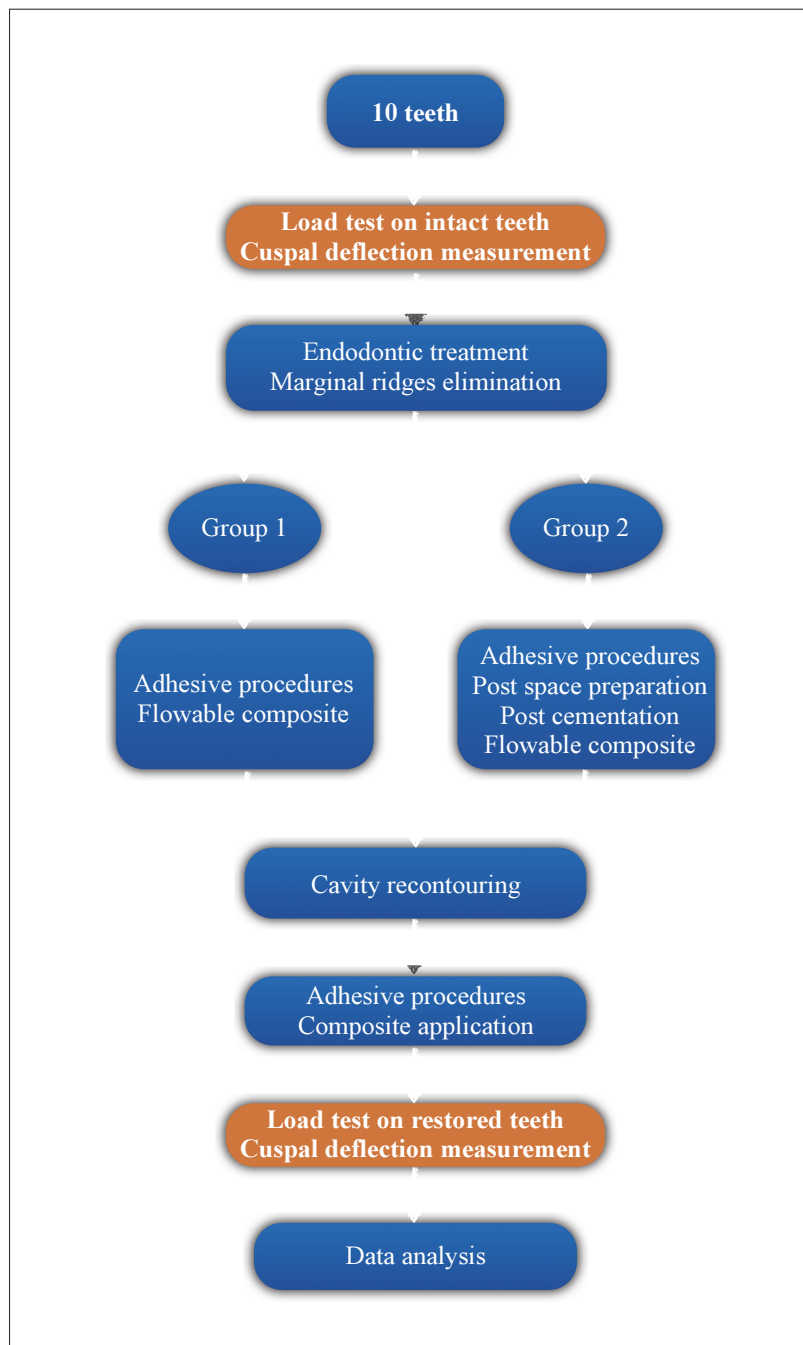 10 teeth
Load test on intact teeth
Cuspal deflection measurement
Endodontic treatment
Marginal ridges elimination
Group 1
Group 2
Adhesive procedures
Flowable composite
Adhesive procedures
Post space preparation
Post cementation
Flowable composite
Cavity recontouring
Adhesive procedures
Composite application
Load test on restored teeth
Cuspal deflection measurement
Data analysis